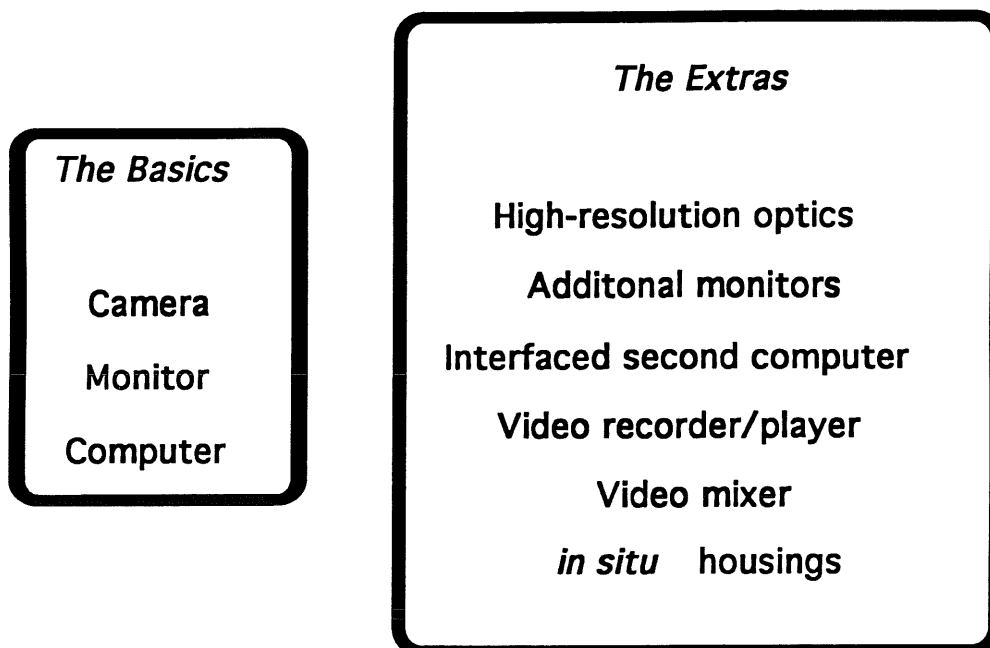 The Basics
Camera
Monitor
Computer
The Extras
High-resolution optics
Additonal monitors
Interfaced second computer
Video recorder/player
Video mixer
in situ housings